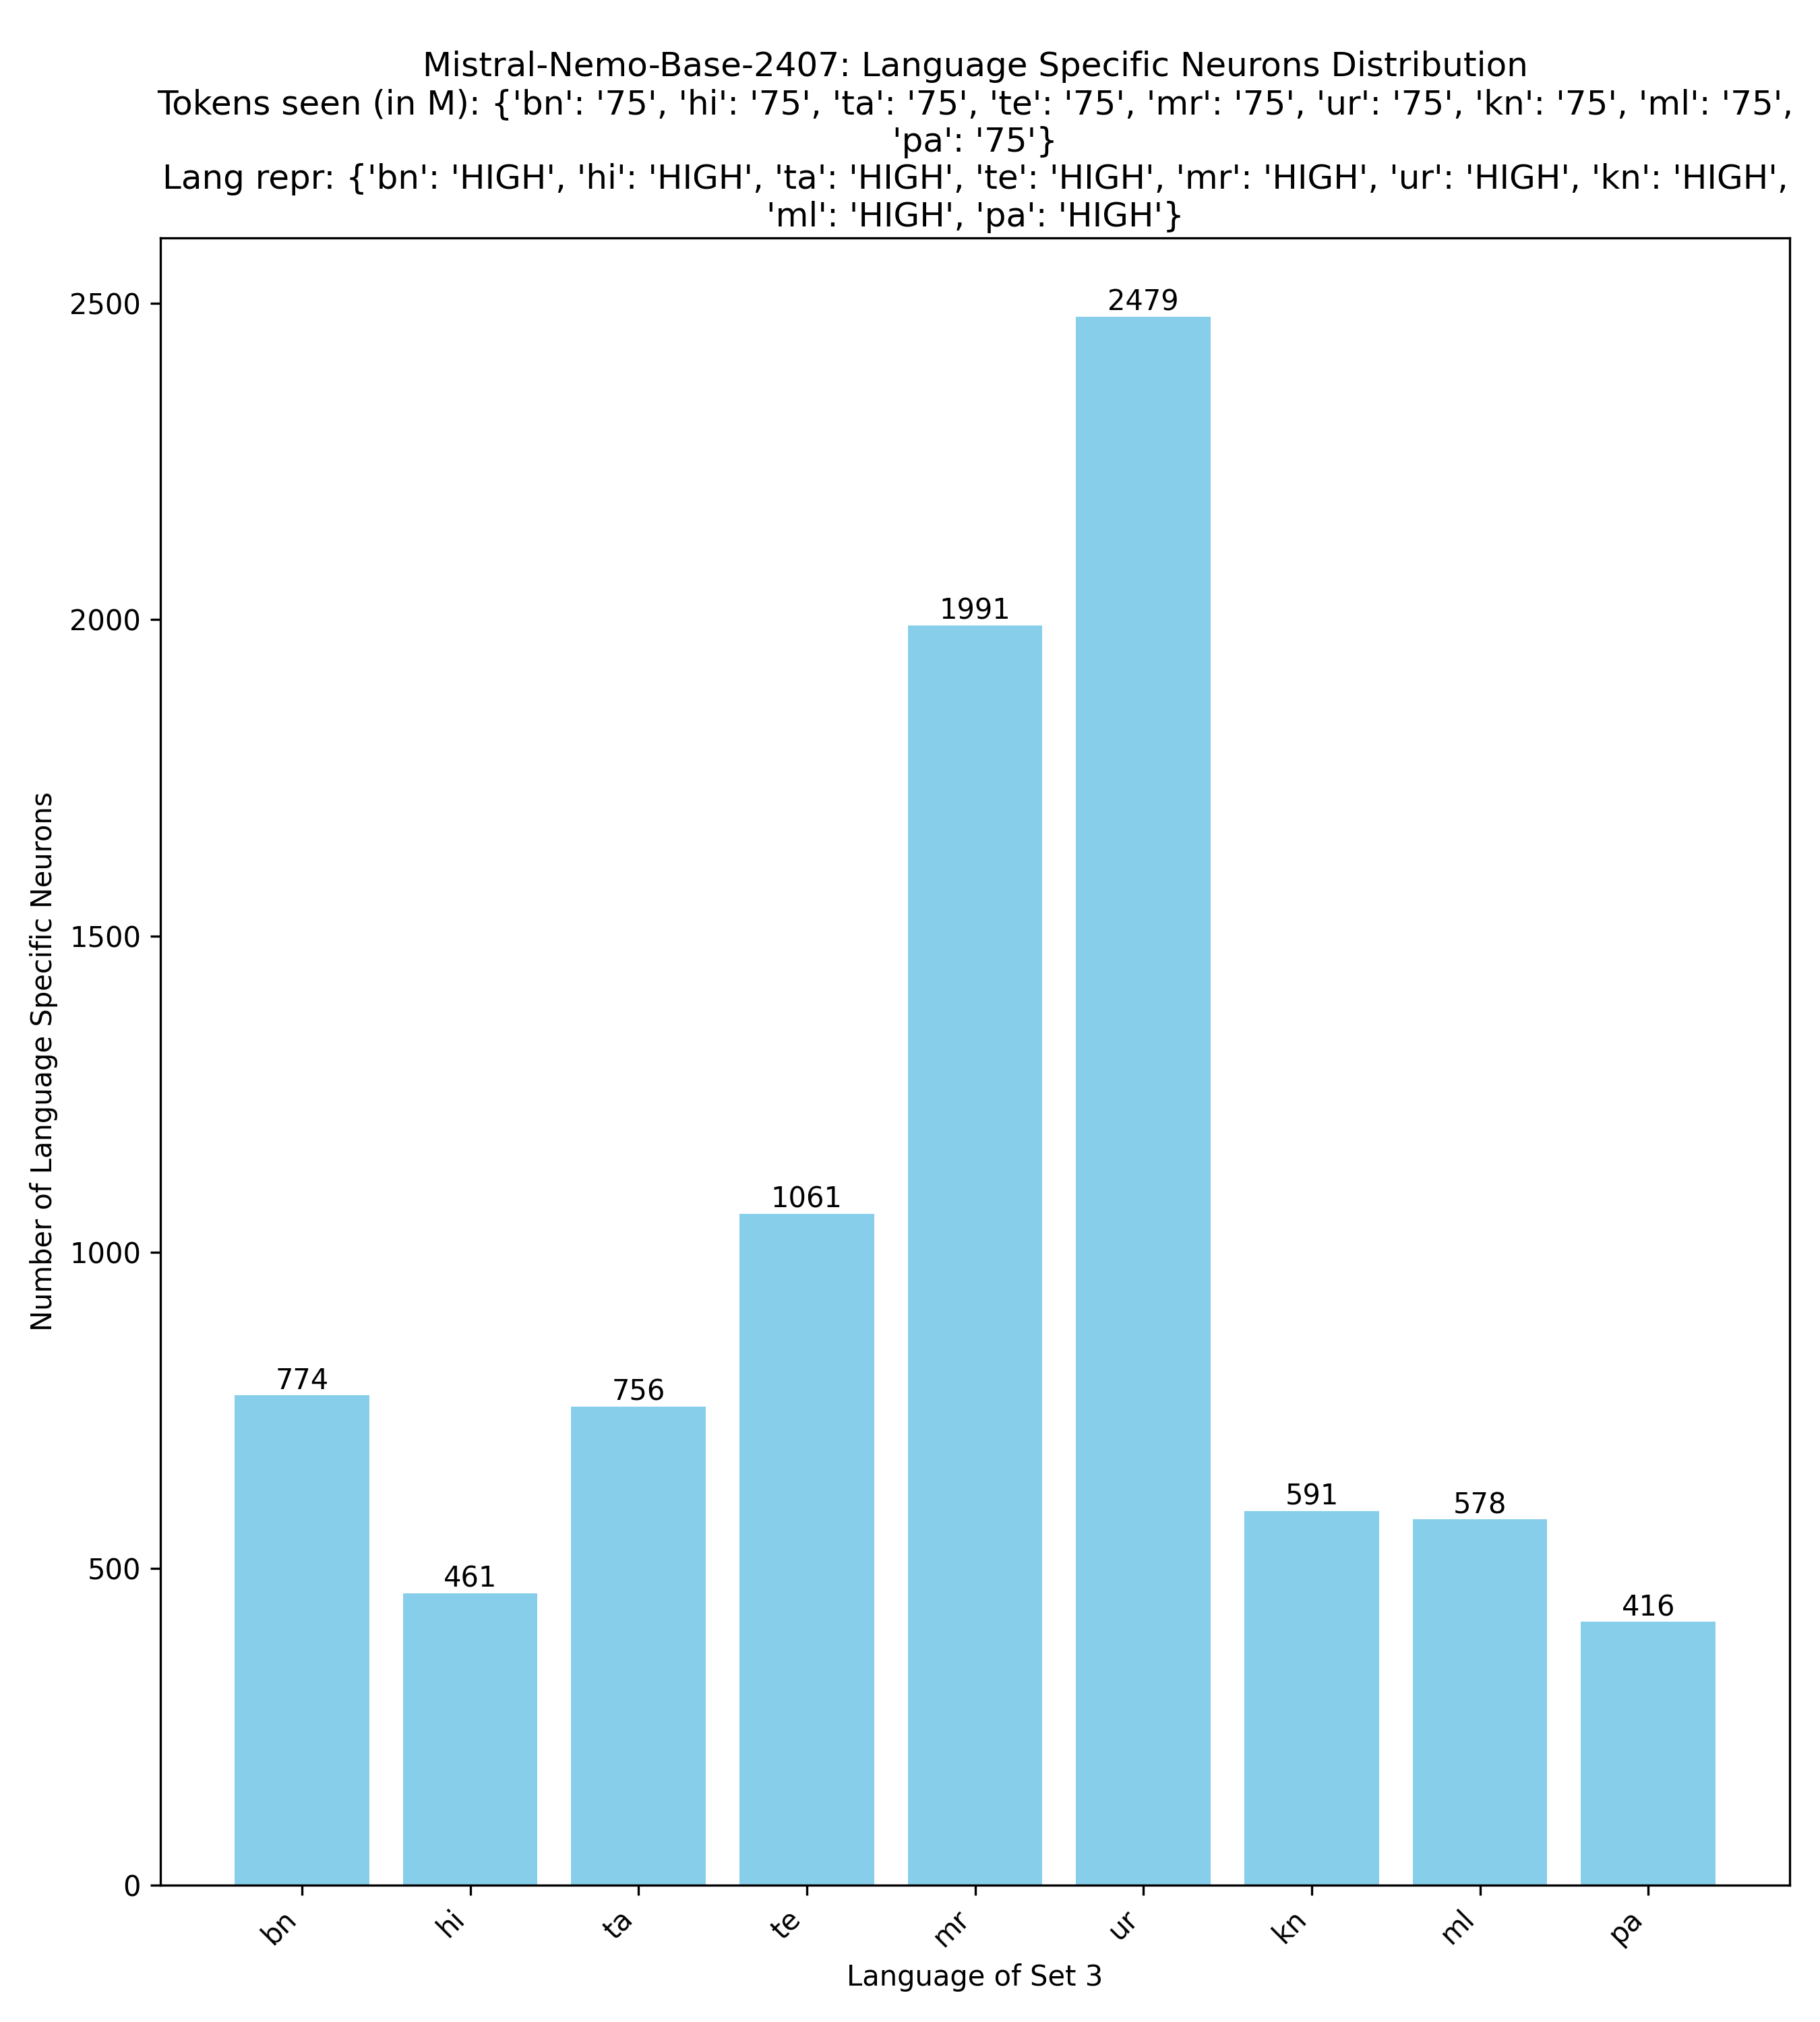 Mistral-Nemo-Base-2407: Language Specific Neurons Distribution
Tokens seen (in M): {'bn': '75', 'hi': '75', 'ta': '75', 'te': '75', 'mr': '75', 'ur': '75', 'kn': '75', 'ml': '75',
'pa': '75'}
Lang repr: {'bn': 'HIGH', 'hi': 'HIGH', 'ta': 'HIGH', 'te': 'HIGH', 'mr': 'HIGH', 'ur': 'HIGH', 'kn': 'HIGH',
'ml': 'HIGH', 'pa': 'HIGH'}
Number of Language Specific Neurons
2500
2000
1500
1000
500
0
774
461
756
1061
1991
2479
591
578
416
bn
hi
ta
te
mr
ur
kn
ml
pa
Language of Set 3